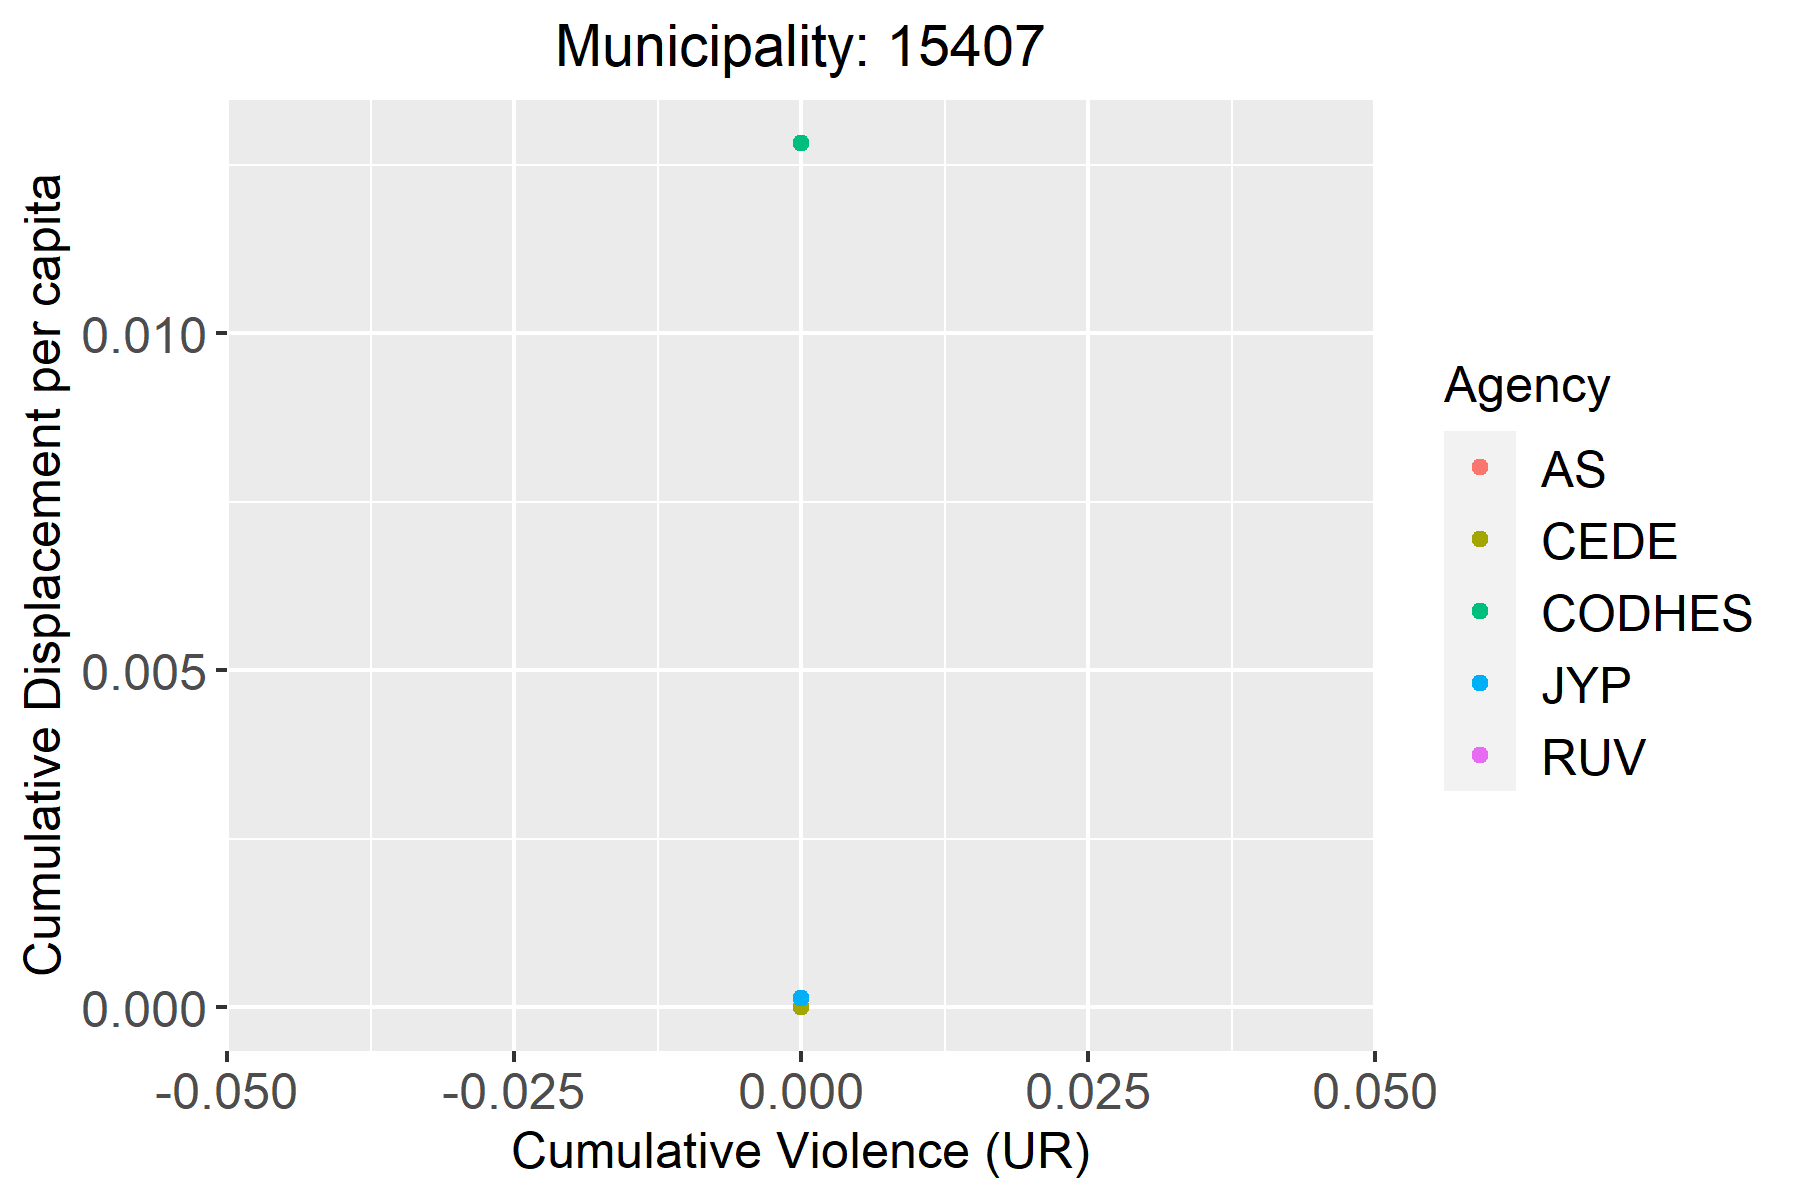 Municipality: 15407
Cumulative Displacement per capita
0.010
0.005
0.000
-0.050
-0.025
0.000
0.025
0.050
Cumulative Violence (UR)
Agency
AS
CEDE
CODHES
JYP
RUV